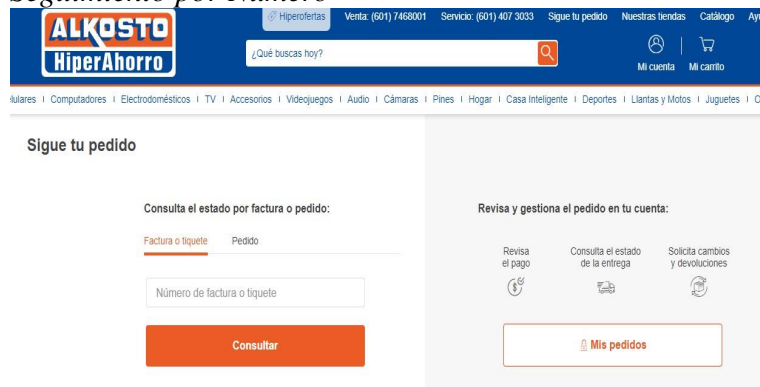 Seguimiento por Número
ALKOSTO
HiperAhorro
Hiperofertas Venta: (601) 7468001 Servicio: (601) 407 3033 Sigue tu pedido Nuestras tiendas Catálogo
¿Qué buscas hoy?
Mi cuenta Mi carrito
Computadores | Electrodomésticos | TV | Accesorios | Videojuegos | Audio | Cámaras | Pines | Hogar | Casa Inteligente | Deportes | Llantas y Motos | Juguetes
Sigue tu pedido
Consulta el estado por factura o pedido:
Factura o tiquete Pedido
Número de factura o tiquete
Consultar
Revisa y gestiona el pedido en tu cuenta:
Revisa
el pago
Consulta el estado
de la entrega
Solicita cambios
y devoluciones
Mis pedidos